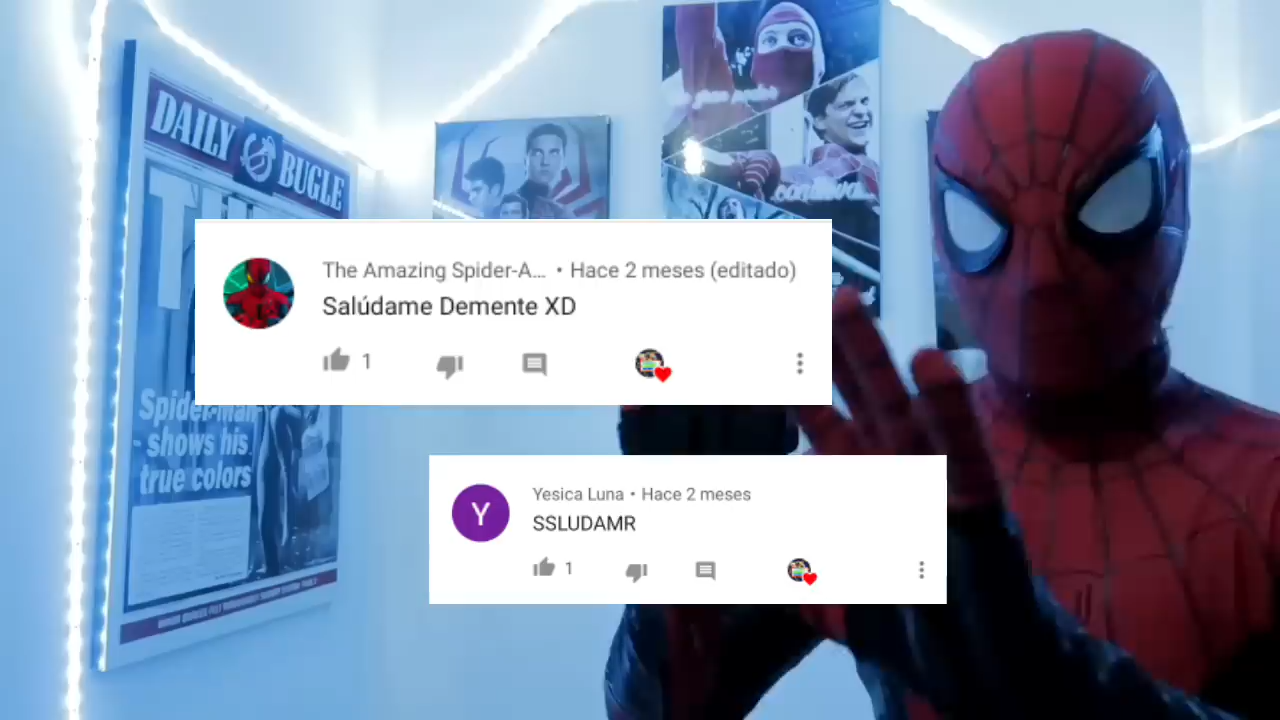 DAILY BUGLE
Spider-man
- shows his
true colors
The Amazing Spider-A... • Hace 2 meses (editado)
Salúdame Demente XD
1
Y
Yesica Luna • Hace 2 meses
SSLUDAMR
1